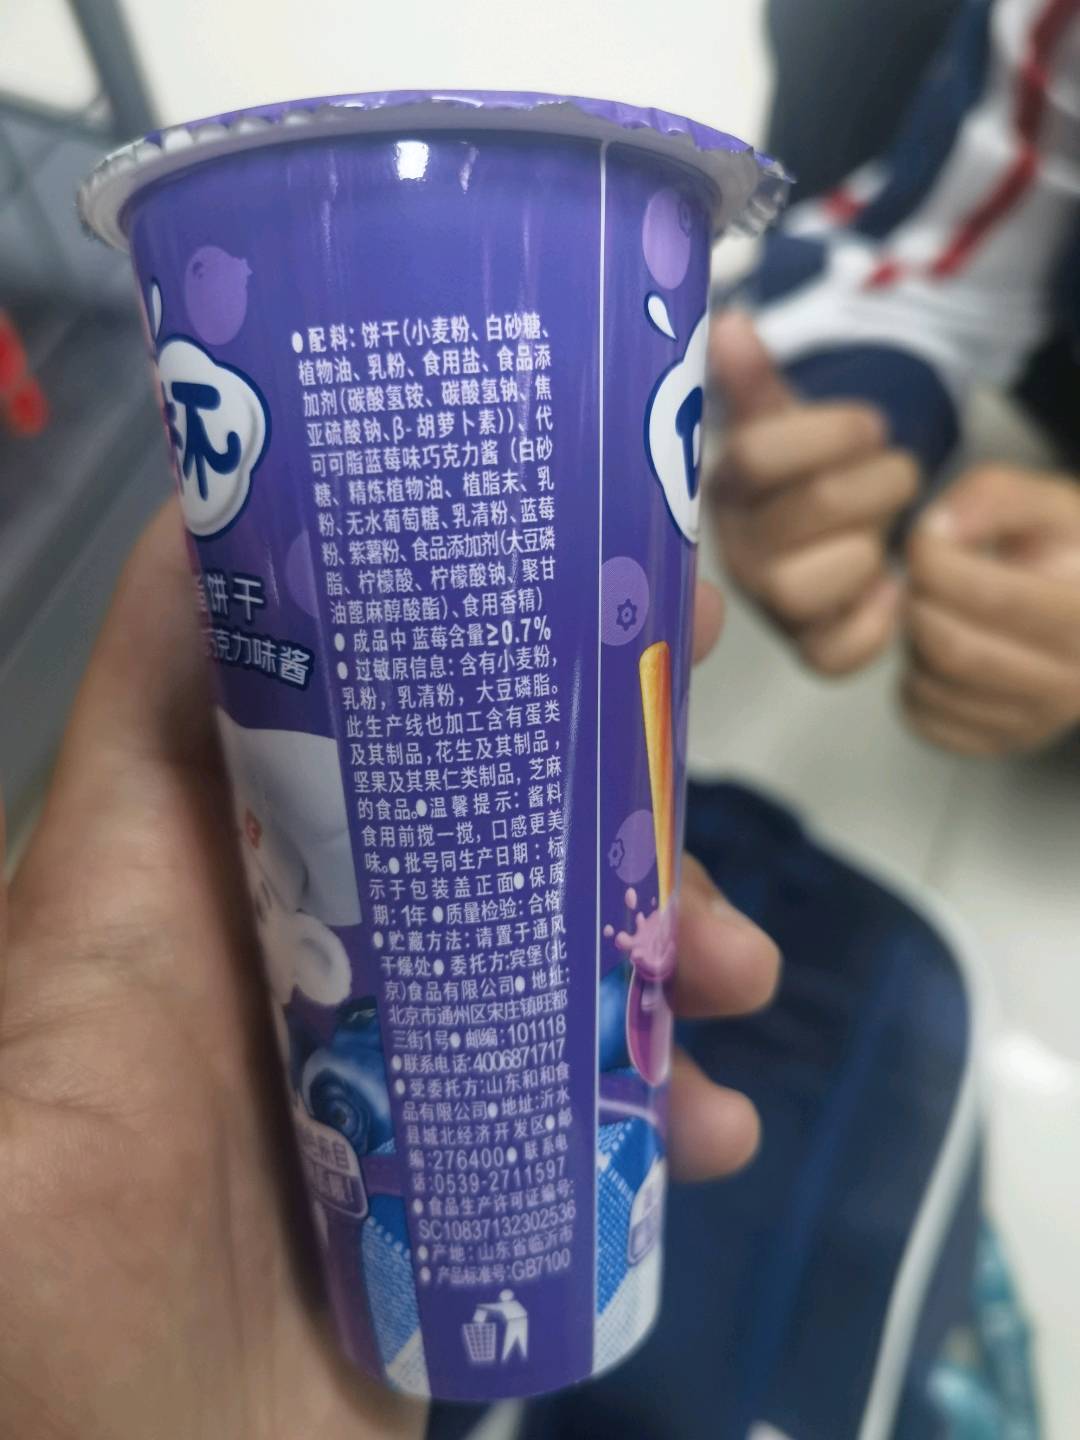 ●配料：饼干(小麦粉、白砂糖、
植物油、乳粉、食用盐、食品添
加剂(碳酸氢铵、碳酸氢钠、焦
亚硫酸钠、β-胡萝卜素))、代
可可脂蓝莓味巧克力酱（白砂
糖、精炼植物油、植脂末、乳
粉、无水葡萄糖、乳清粉、蓝莓
粉、紫薯粉、食品添加剂(大豆磷
脂、柠檬酸、柠檬酸钠、聚甘
油蓖麻醇酸酯)、食用香精)
●成品中蓝莓含量≥0.7%
●过敏原信息：含有小麦粉，
乳粉，乳清粉，大豆磷脂。
此生产线也加工含有蛋类
及其制品，花生及其制品，
坚果及其果仁类制品，芝麻
的食品。●温馨提示：酱料
食用前搅一搅，口感更美
味。●批号同生产日期：标
示于包装盖正面●保质
期：1年●质量检验：合格
●贮藏方法：请置于通风
干燥处●委托方:宾堡(北
京)食品有限公司●地址:
北京市通州区宋庄镇旺都
三街1号●邮编:101118
●联系电话:4006871717
●受委托方:山东和和食
品有限公司●地址:沂水
县城北经济开发区●邮
编:276400●联系电
话:0539-2711597
●食品生产许可证编号:
SC10837132302536
●产地:山东省临沂市
●产品标准号:GB7100
杯
饼干
巧克力味酱
来自